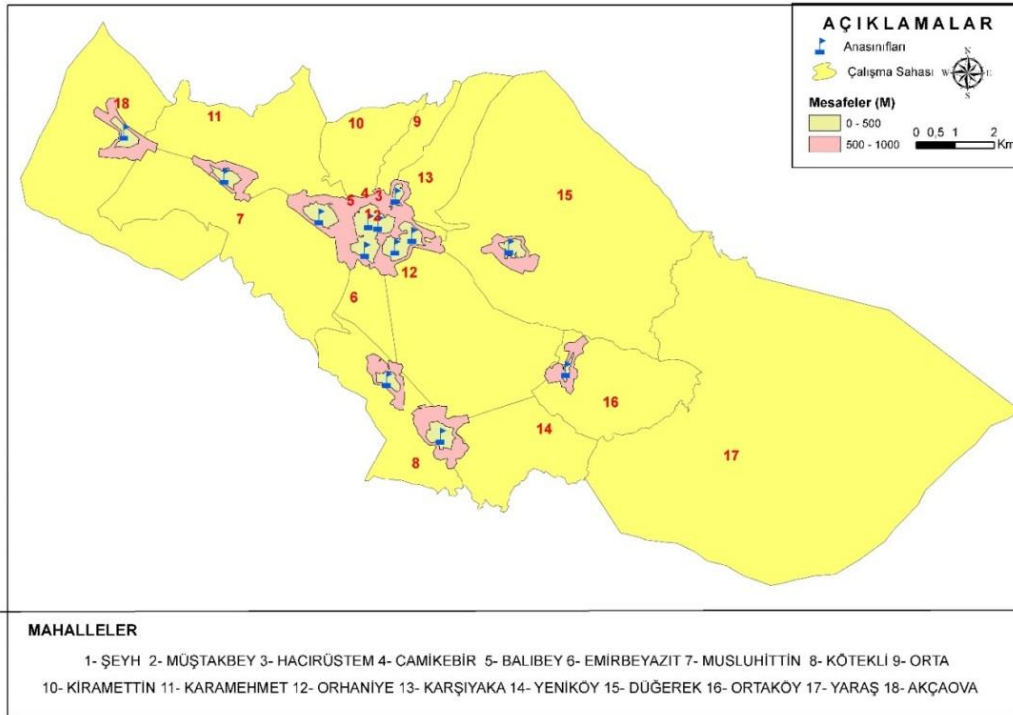 AÇIKLAMALAR
Anasınıfları
Çalışma Sahası
N
W E
S
Mesafeler (M)
0 - 500
500 - 1000
0 0,5 1 2
Km
18
11
10
9
13
4
3
5
12
15
7
12
6
16
14
8
17
MAHALLELER
1- ŞEYH 2- MÜŞTAKBEY 3- HACIRÜSTEM 4- CAMİKEBİR 5- BALIBEY 6- EMİRBEYAZIT 7- MUSLUHİTTİN 8- KÖTEKLİ 9- ORTA
10- KİRAMETTİN 11- KARAMEHMET 12- ORHANİYE 13- KARŞIYAKA 14- YENİKÖY 15- DÜĞEREK 16- ORTAKÖY 17- YARAŞ 18- AKÇAOVA